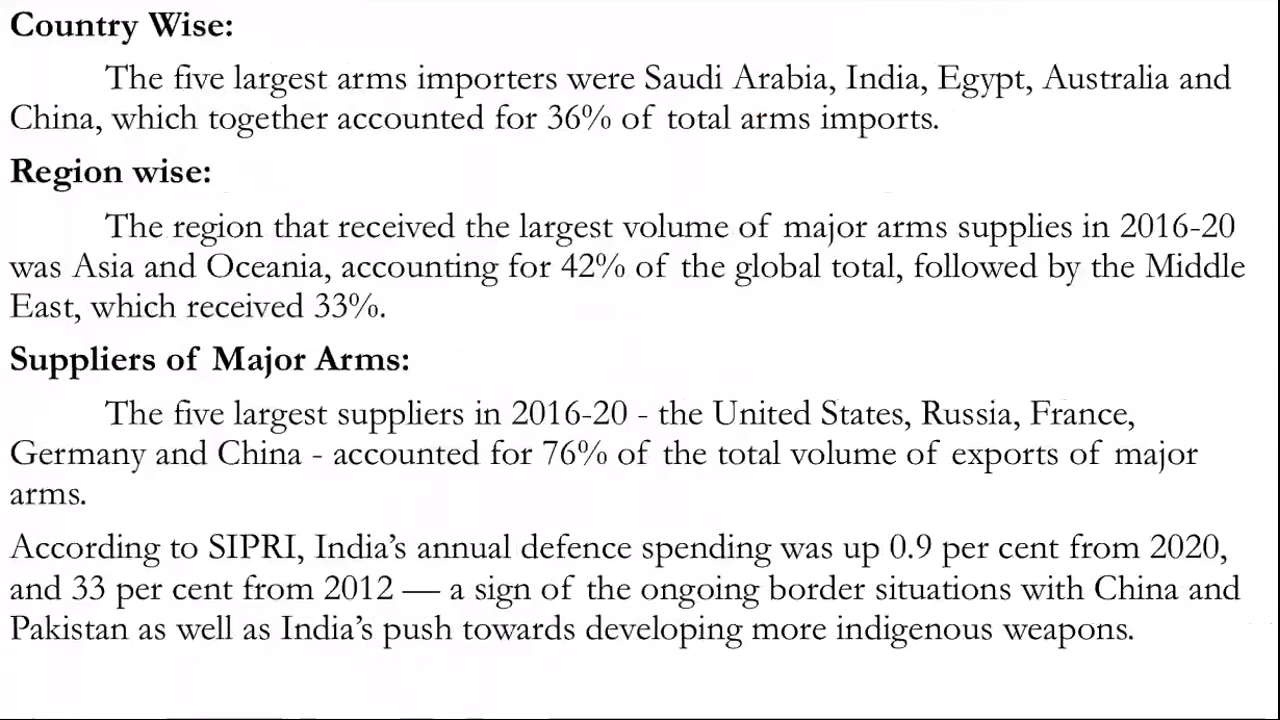 Country Wise:
The five largest arms importers were Saudi Arabia, India, Egypt, Australia and
China, which together accounted for 36% of total arms imports.
Region wise:
The region that received the largest volume of major arms supplies in 2016-20
was Asia and Oceania, accounting for 42% of the global total, followed by the Middle
East, which received 33%.
Suppliers of Major Arms:
The five largest suppliers in 2016-20 - the United States, Russia, France,
Germany and China - accounted for 76% of the total volume of exports of major
arms.
According to SIPRI, India’s annual defence spending was up 0.9 per cent from 2020,
and 33 per cent from 2012 — a sign of the ongoing border situations with China and
Pakistan as well as India’s push towards developing more indigenous weapons.